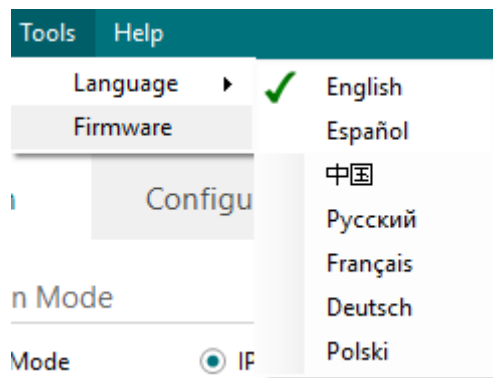 Tools Help
Language
Firmware
English
Español
中国
Русский
Français
Deutsch
Polski
Configu
n Mode
Mode
IP